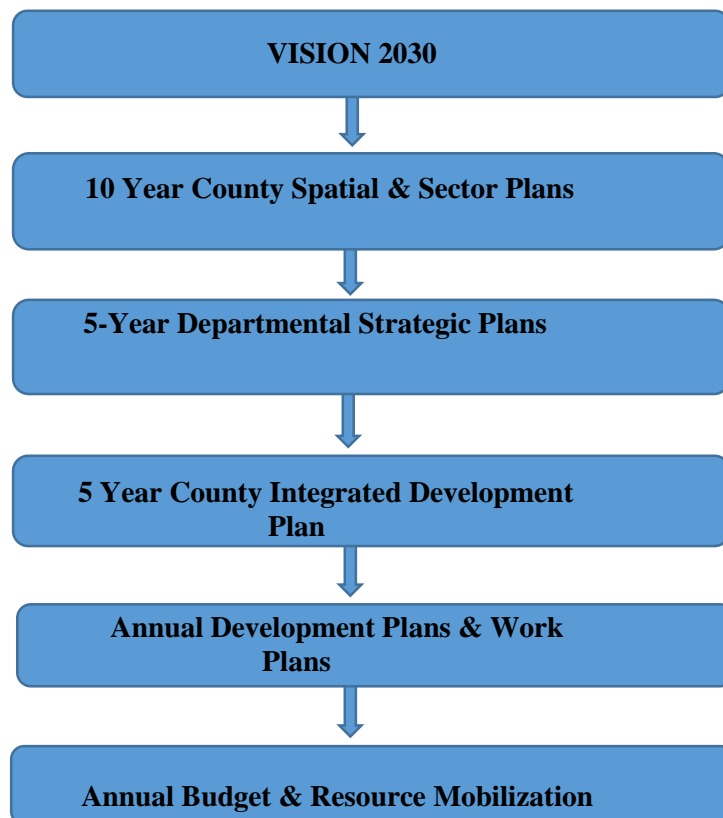 VISION 2030
10 Year County Spatial & Sector Plans
5-Year Departmental Strategic Plans
5 Year County Integrated Development
Plan
Annual Development Plans & Work
Plans
Annual Budget & Resource Mobilization